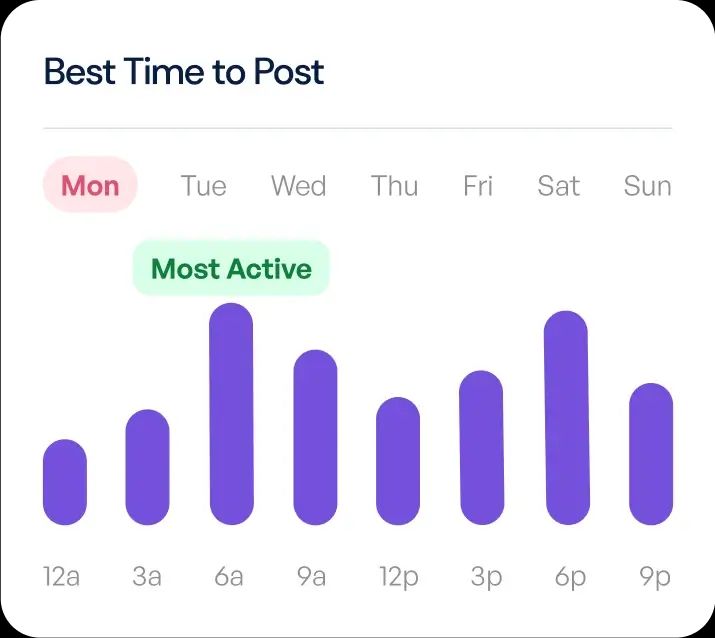 Best Time to Post
Mon Tue Wed Thu Fri Sat Sun
Most Active
12a 3a 6a 9a 12p 3p 6p 9p